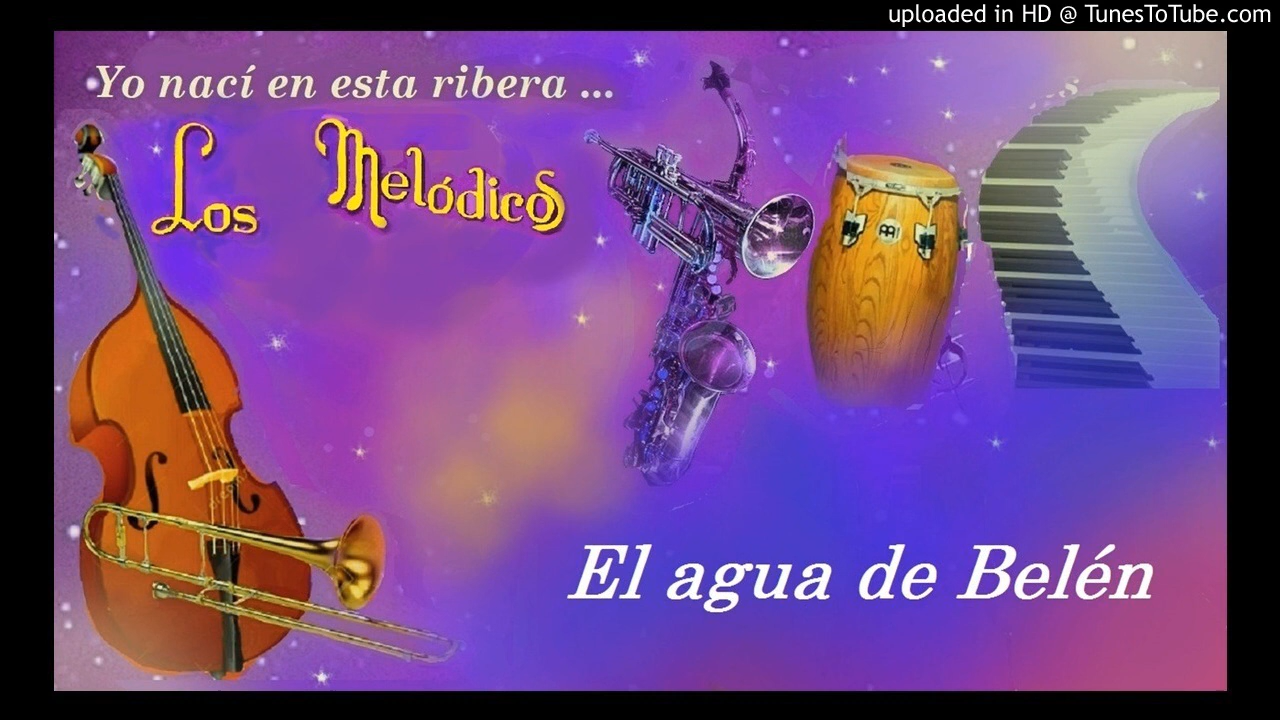 uploaded in HD @ TunesToTube.com
Yo nací en esta ribera ...
Los Melódicos
El agua de Belén